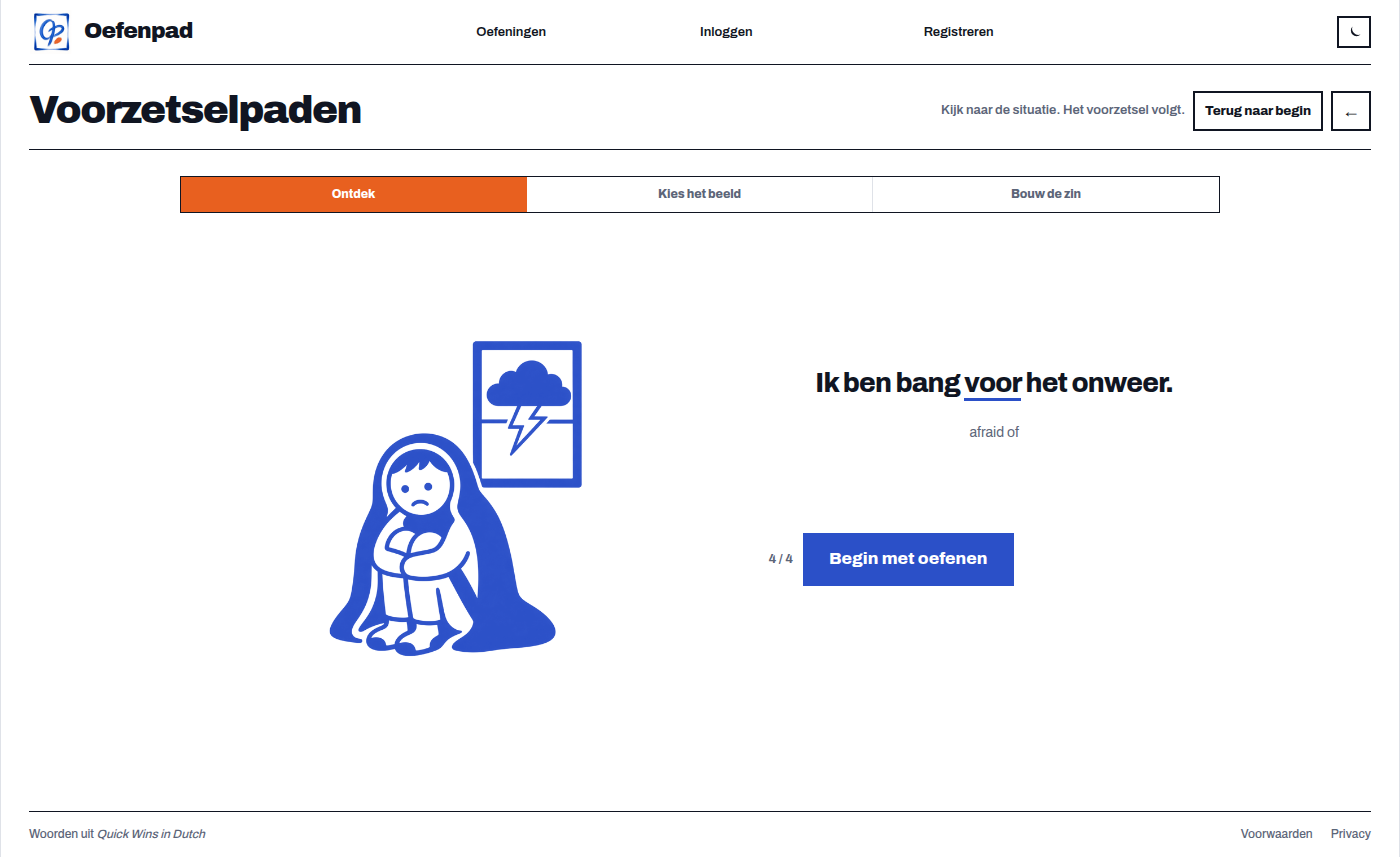 Oefenpad
Oefeningen
Inloggen
Registreren
Voorzetselpaden
Kijk naar de situatie. Het voorzetsel volgt.
Terug naar begin
←
Ontdek
Kies het beeld
Bouw de zin
Ik ben bang voor het onweer.
afraid of
4 / 4
Begin met oefenen
Woorden uit Quick Wins in Dutch
Voorwaarden
Privacy